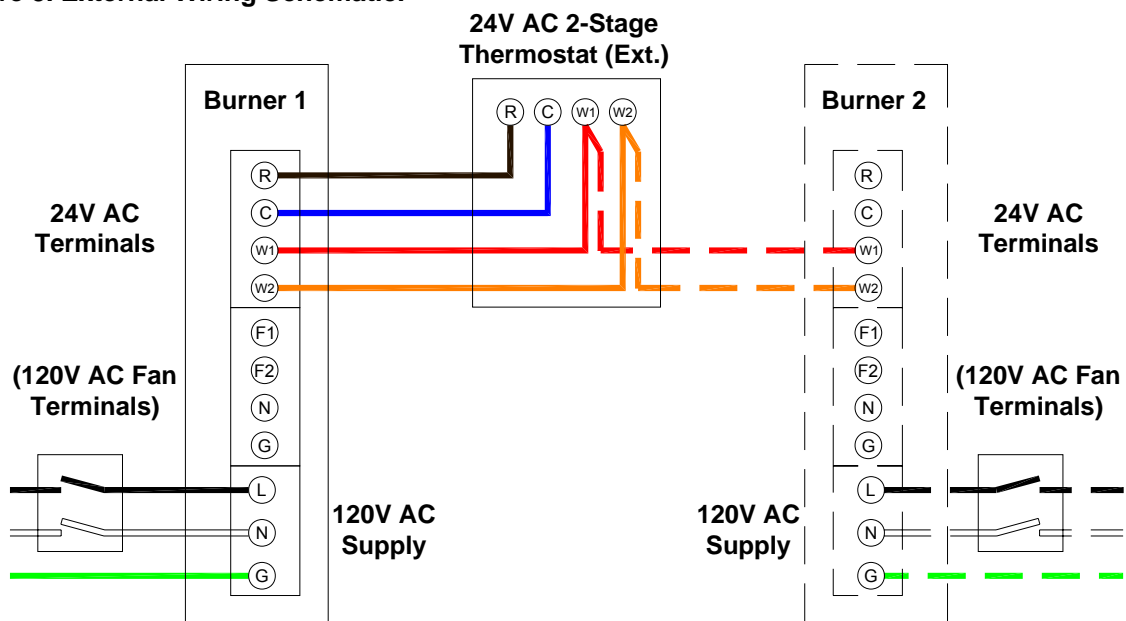 24V AC 2-Stage
Thermostat (Ext.)
R C W1 W2
Burner 1
Burner 2
24V AC
Terminals
R
C
W1
W2
F1
F2
N
G
L
N
G
(120V AC Fan
Terminals)
120V AC
Supply
R
C
W1
W2
F1
F2
N
G
L
N
G
24V AC
Terminals
(120V AC Fan
Terminals)
120V AC
Supply